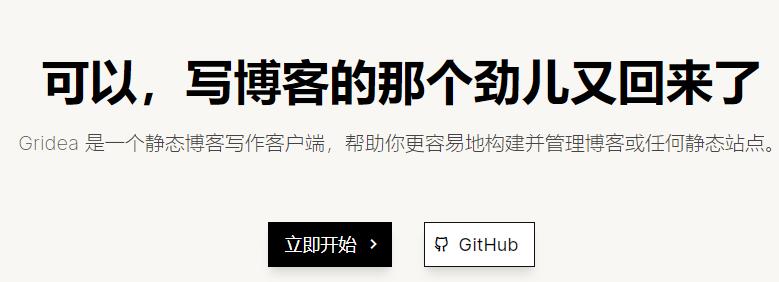 可以，写博客的那个劲儿又回来了
Gridea 是一个静态博客写作客户端，帮助你更容易地构建并管理博客或任何静态站点。
立即开始
GitHub